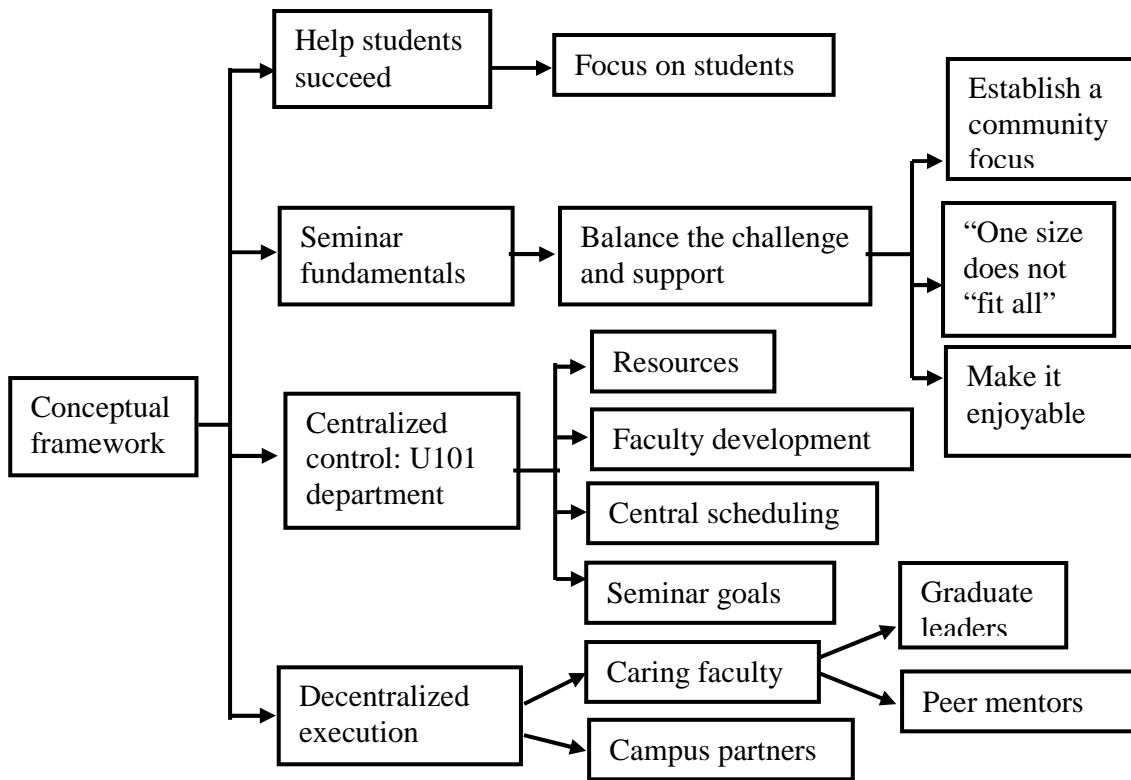 Help students
succeed
Focus on students
Establish a
community
focus
Seminar
fundamentals
Balance the challenge
and support
“One size
does not
“fit all”
Make it
enjoyable
Conceptual
framework
Centralized
control: U101
department
Resources
Faculty development
Central scheduling
Seminar goals
Decentralized
execution
Caring faculty
Campus partners
Graduate
leaders
Peer mentors